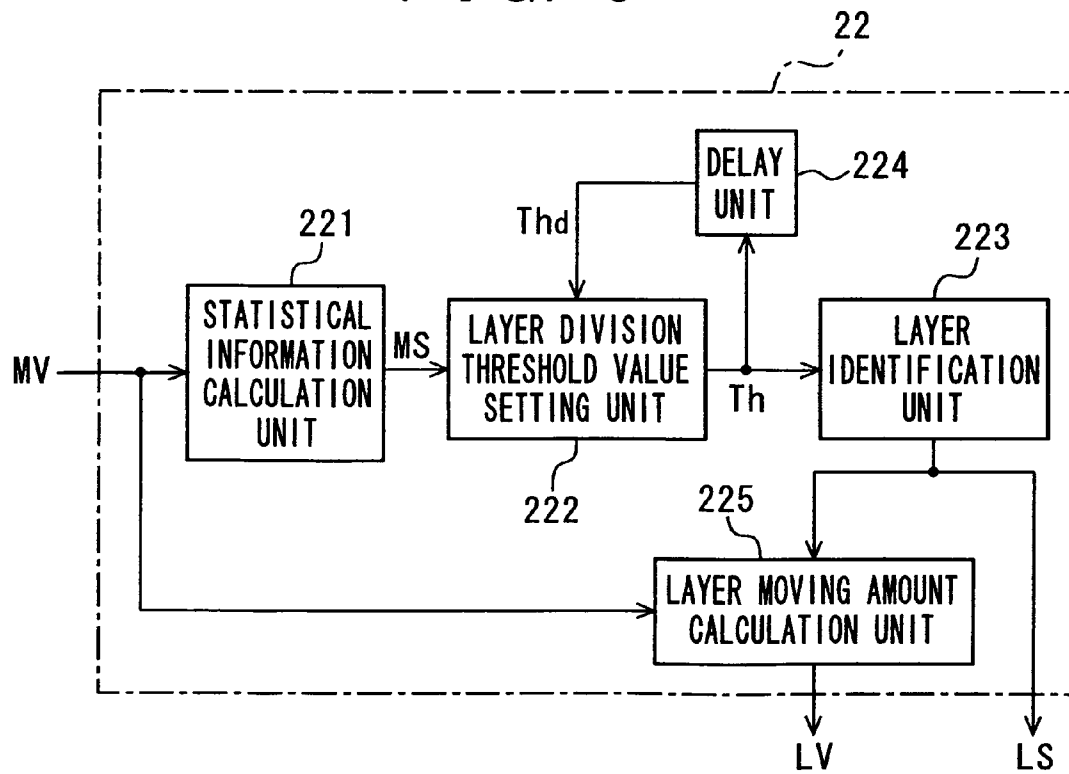 22
DELAY
UNIT
224
Thd
221
223
STATISTICAL
INFORMATION
CALCULATION
UNIT
MS
LAYER DIVISION
THRESHOLD VALUE
SETTING UNIT
LAYER
IDENTIFICATION
UNIT
MV
Th
222
225
LAYER MOVING AMOUNT
CALCULATION UNIT
LV
LS